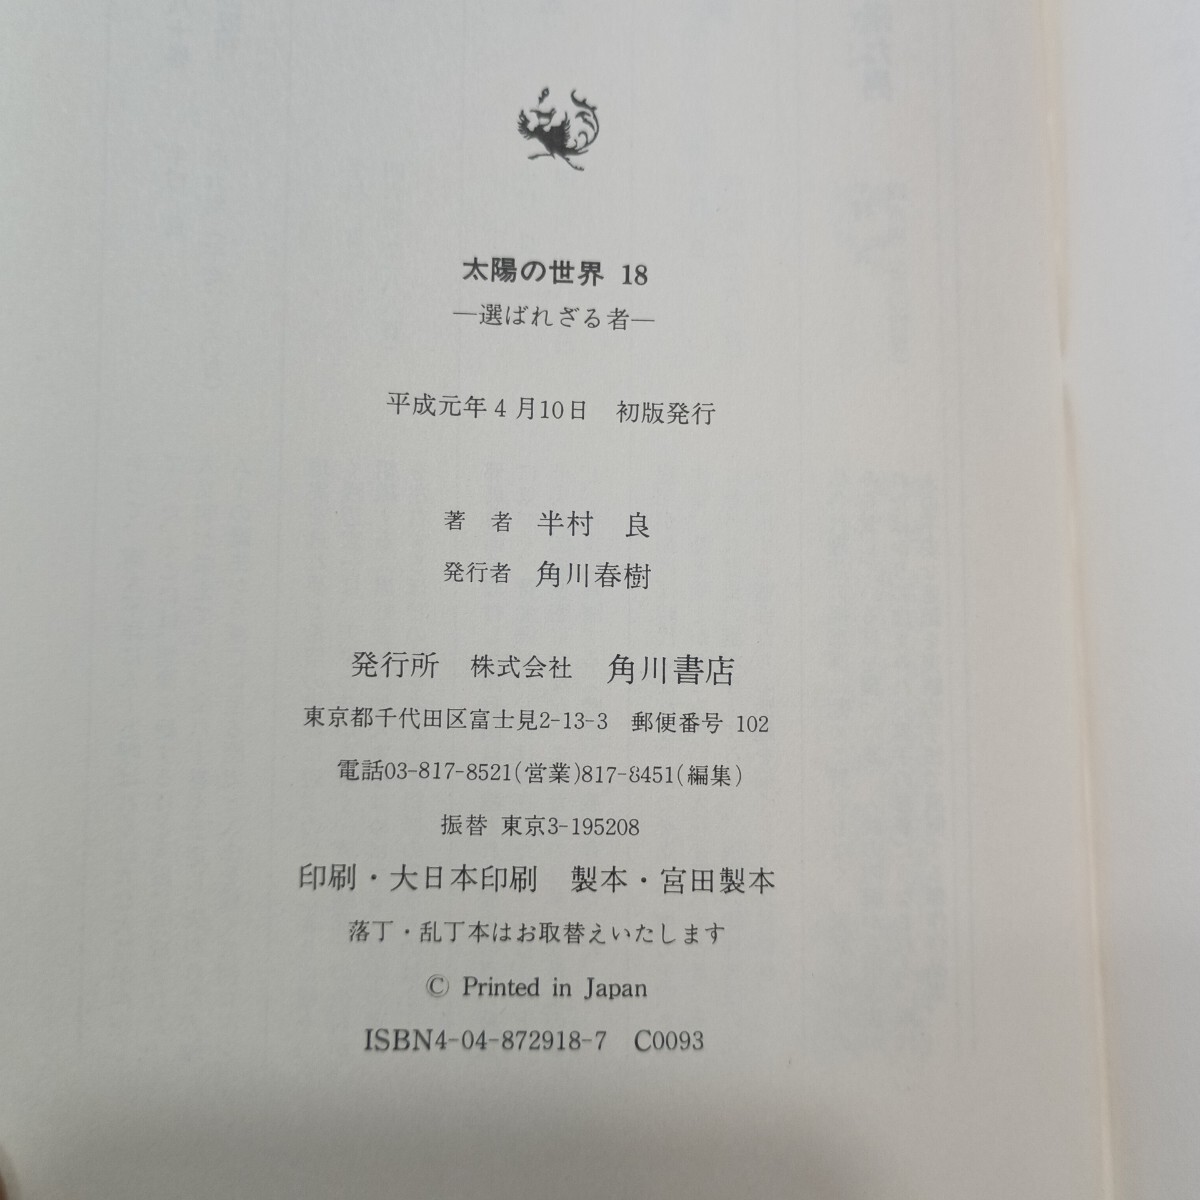 太陽の世界 18
―選ばれざる者―
平成元年4月10日 初版発行
著 者 半村 良
発行者 角川春樹
発行所 株式会社 角川書店
東京都千代田区富士見2-13-3 郵便番号 102
電話03-817-8521(営業)817-8451(編集)
振替 東京3-195208
印刷・大日本印刷 製本・宮田製本
落丁・乱丁本はお取替えいたします
© Printed in Japan
ISBN4-04-872918-7 C0093